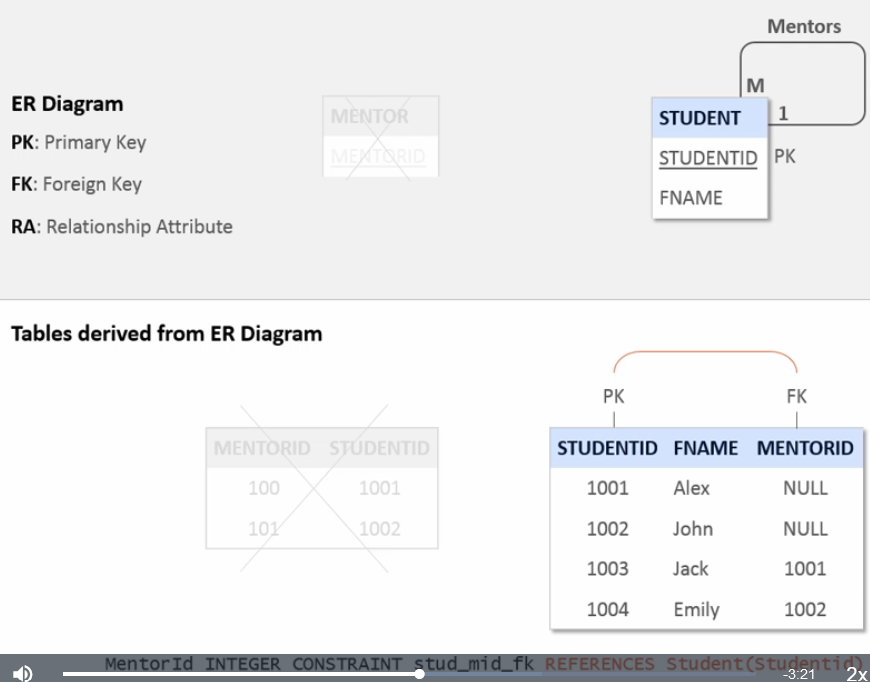 Mentors
M
1
ER Diagram
PK: Primary Key
FK: Foreign Key
RA: Relationship Attribute
MENTOR
MENTORID
STUDENT
STUDENTID PK
FNAME
Tables derived from ER Diagram
PK FK
MENTORID STUDENTID
100 1001
101 1002
STUDENTID FNAME MENTORID
1001 Alex NULL
1002 John NULL
1003 Jack 1001
1004 Emily 1002
MentorId INTEGER CONSTRAINT stud_mid_fk REFERENCES Student(Studentid)
-3:21 2x